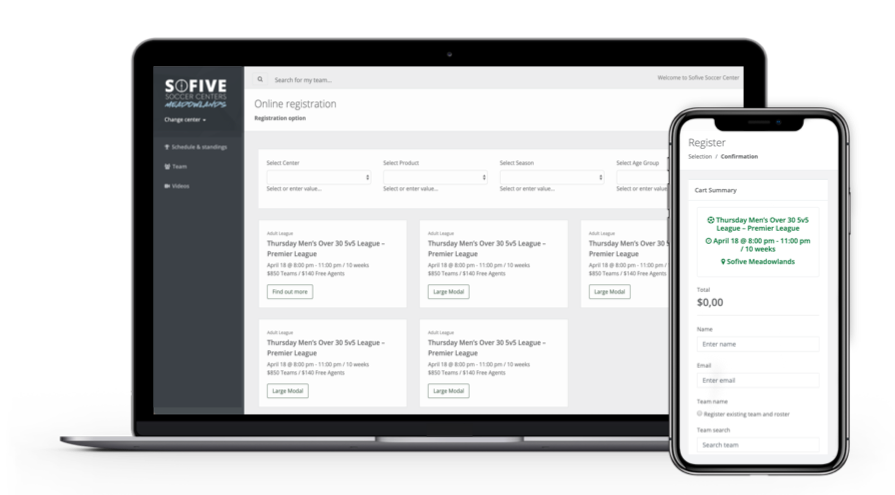 SOFIVE
SOCCER CENTERS
MEADOWLANDS
Change center
Schedule & standings
Team
Videos
Search for my team...
Welcome to Sofive Soccer Center
Online registration
Registration option
Select Center
Select or enter value...
Select Product
Select or enter value...
Select Season
Select or enter value...
Select Age Group
Select or enter value
Adult League
Thursday Men's Over 30 5v5 League –
Premier League
April 18 @ 8:00 pm - 11:00 pm / 10 weeks
$850 Teams / $140 Free Agents
Find out more
Adult League
Thursday Men's Over 30 5v5 League –
Premier League
April 18 @ 8:00 pm - 11:00 pm / 10 weeks
$850 Teams / $140 Free Agents
Large Modal
Adult League
Thursday Men's Over 30
Premier League
April 18 @ 8:00 pm - 11:00 pm /
$850 Teams / $140 Free Agents
Large Modal
Adult League
Thursday Men's Over 30 5v5 League –
Premier League
April 18 @ 8:00 pm - 11:00 pm / 10 weeks
$850 Teams / $140 Free Agents
Large Modal
Adult League
Thursday Men's Over 30 5v5 League –
Premier League
April 18 @ 8:00 pm - 11:00 pm / 10 weeks
$850 Teams / $140 Free Agents
Large Modal
Register
Selection / Confirmation
Cart Summary
Thursday Men's Over 30 5v5
League – Premier League
April 18 @ 8:00 pm - 11:00 pm
/ 10 weeks
Sofive Meadowlands
Total
$0,00
Name
Enter name
Email
Enter email
Team name
Register existing team and roster
Team search
Search team